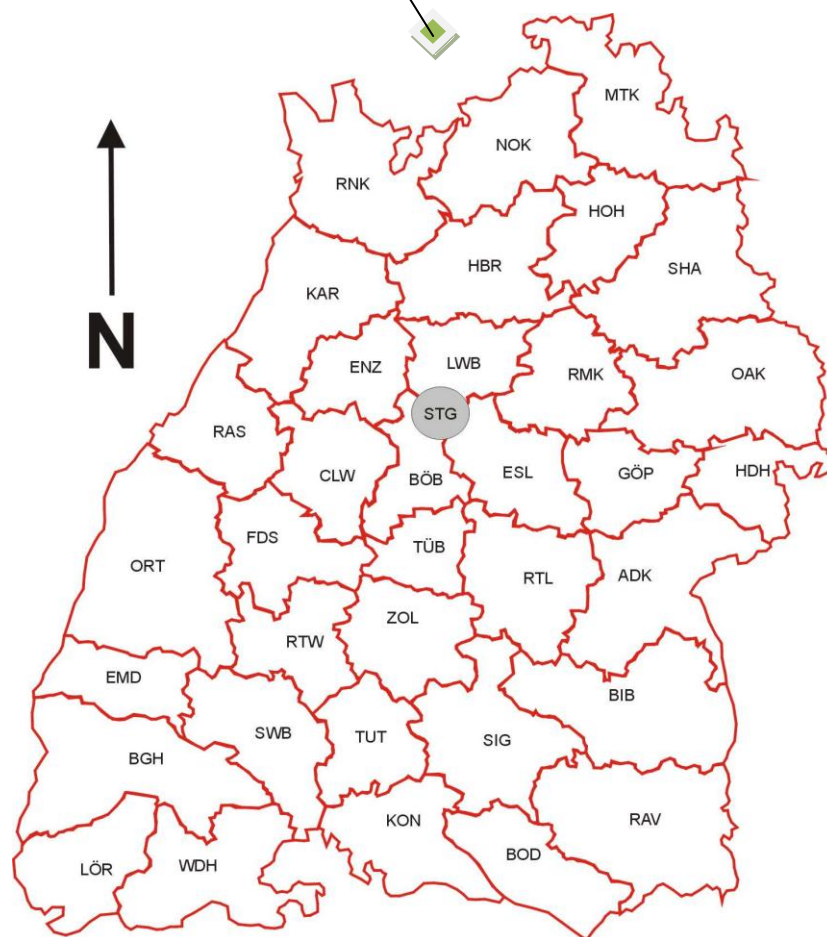 MTK
NOK
RNK
HOH
HBR
SHA
KAR
N
ENZ
LWB
RMK
OAK
STG
RAS
CLW
BÖB
ESL
GÖP
HDH
FDS
TÜB
ORT
RTL
ADK
ZOL
RTW
EMD
BIB
SWB
TUT
SIG
BGH
KON
RAV
BOD
LÖR
WDH